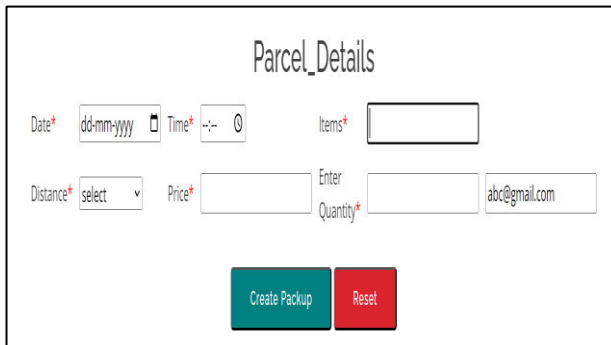 Parcel_Details
Date* dd-mm-yyyy Time* --:-- Items*
Distance* select Price* Enter Quantity* abc@gmail.com
Create Packup Reset